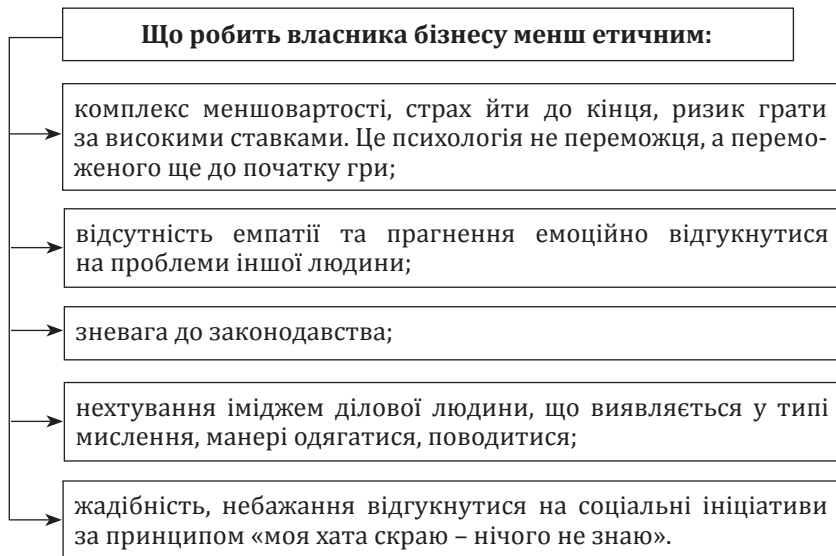 Що робить власника бізнесу менш етичним:
комплекс меншовартості, страх йти до кінця, ризик грати
за високими ставками. Це психологія не переможця, а перемо-
женого ще до початку гри;
відсутність емпатії та прагнення емоційно відгукнутися
на проблеми іншої людини;
зневага до законодавства;
нехтування іміджем ділової людини, що виявляється у типі
мислення, манері одягатися, поводитися;
жадібність, небажання відгукнутися на соціальні ініціативи
за принципом «моя хата скраю – нічого не знаю».